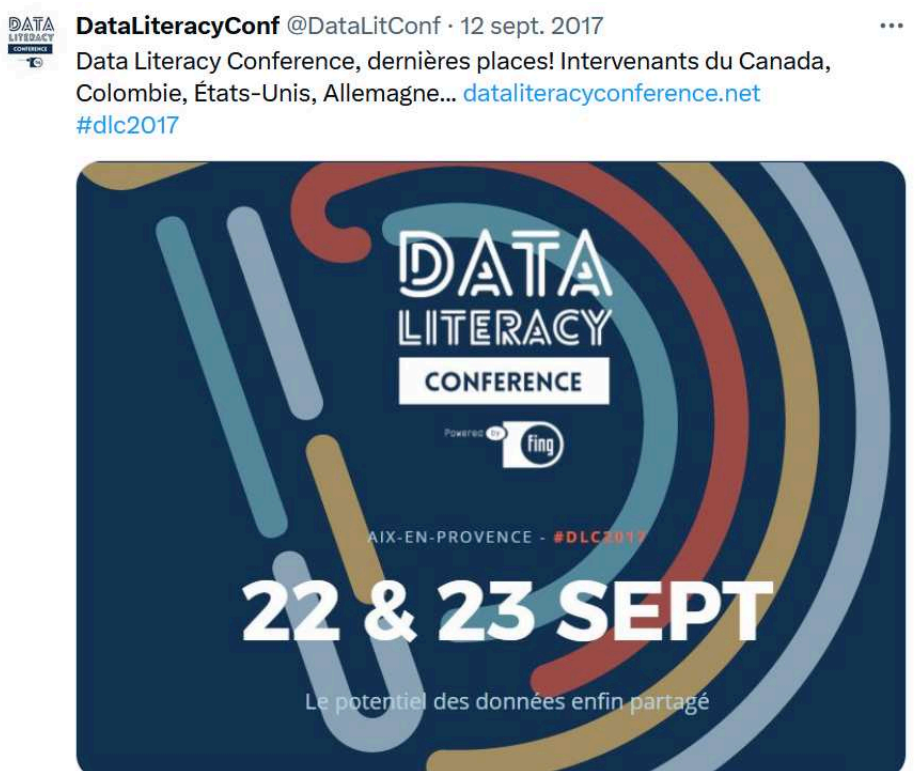 DATA
LITERACY
CONFERENCE
DataLiteracyConf @DataLitConf · 12 sept. 2017
Data Literacy Conference, dernières places! Intervenants du Canada,
Colombie, États-Unis, Allemagne... dataliteracyconference.net
#dlc2017
DATA
LITERACY
CONFERENCE
Powered by fing
AIX-EN-PROVENCE - #DLC2017
22 & 23 SEPT
Le potentiel des données enfin partagé